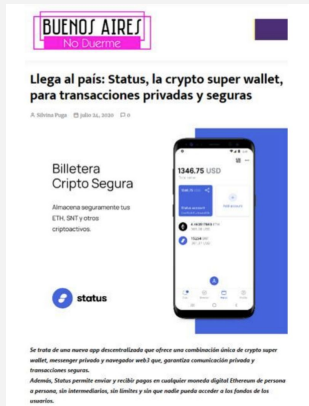 BUENOS AIRES
No Duerme
Llega al país: Status, la crypto super wallet,
para transacciones privadas y seguras
Silvina Puga julio 24, 2020 0
Billetera
Cripto Segura
Almacena seguramente tus
ETH, SNT y otros
criptoactivos.
status
1346.75 USD
Se trata de una nueva app descentralizada que ofrece una combinación única de crypto super
wallet, messenger privado y navegador web3 que, garantiza comunicación privada y
transacciones seguras.
Además, Status permite enviar y recibir pagos en cualquier moneda digital Ethereum de persona
a persona, sin intermediarios, sin límites y sin que nadie pueda acceder a los fondos de los
usuarios.